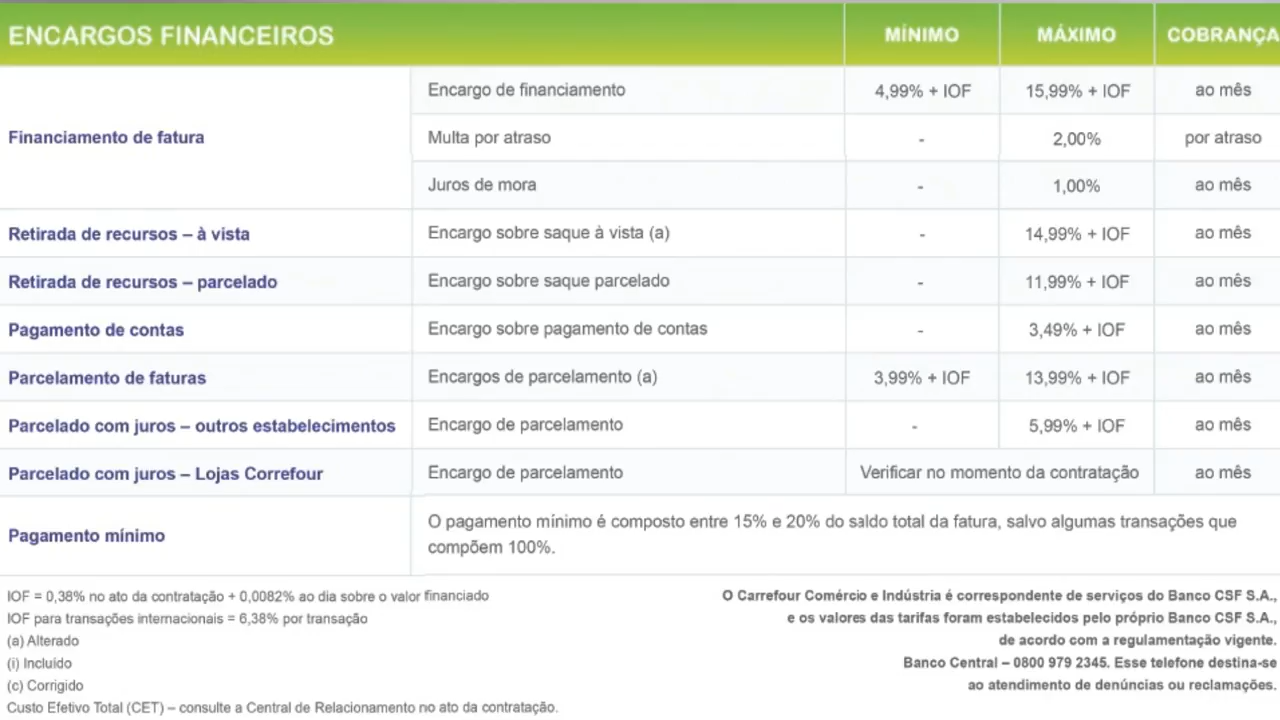 ENCARGOS FINANCEIROS MÍNIMO MÁXIMO COBRANÇA
Financiamento de fatura
Encargo de financiamento 4,99% + IOF 15,99% + IOF ao mês
Multa por atraso - 2,00% por atraso
Juros de mora - 1,00% ao mês
Retirada de recursos – à vista Encargo sobre saque à vista (a) - 14,99% + IOF ao mês
Retirada de recursos – parcelado Encargo sobre saque parcelado - 11,99% + IOF ao mês
Pagamento de contas Encargo sobre pagamento de contas - 3,49% + IOF ao mês
Parcelamento de faturas Encargos de parcelamento (a) 3,99% + IOF 13,99% + IOF ao mês
Parcelado com juros – outros estabelecimentos Encargo de parcelamento - 5,99% + IOF ao mês
Parcelado com juros – Lojas Correfour Encargo de parcelamento Verificar no momento da contratação ao mês
Pagamento mínimo
O pagamento mínimo é composto entre 15% e 20% do saldo total da fatura, salvo algumas transações que
compõem 100%.
IOF = 0,38% no ato da contratação + 0,0082% ao dia sobre o valor financiado
IOF para transações internacionais = 6,38% por transação
(a) Alterado
(i) Incluído
(c) Corrigido
Custo Efetivo Total (CET) – consulte a Central de Relacionamento no ato da contratação.
O Carrefour Comércio e Indústria é correspondente de serviços do Banco CSF S.A.,
e os valores das tarifas foram estabelecidos pelo próprio Banco CSF S.A.,
de acordo com a regulamentação vigente.
Banco Central – 0800 979 2345. Esse telefone destina-se
ao atendimento de denúncias ou reclamações.